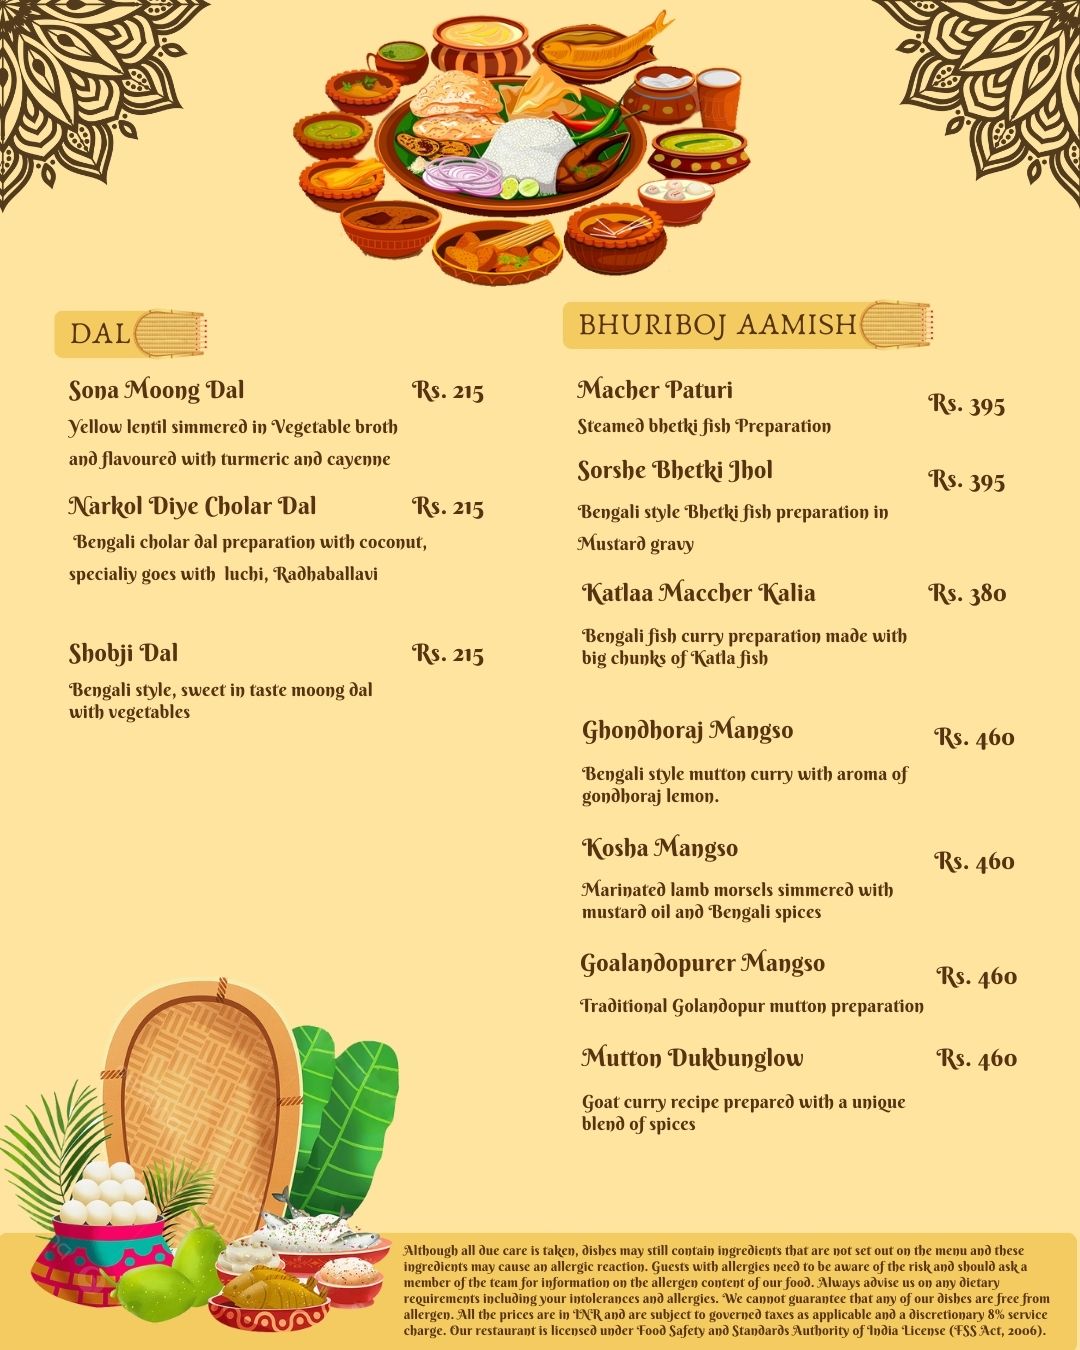 DAL
Sona Moong Dal Rs. 215
Yellow lentil simmered in Vegetable broth
and flavoured with turmeric and cayenne
Narkol Diye Cholar Dal Rs. 215
Bengali cholar dal preparation with coconut,
specialiy goes with luchi, Radhaballavi
Shobji Dal Rs. 215
Bengali style, sweet in taste moong dal
with vegetables
BHURIBOJ AAMISH
Macher Paturi Rs. 395
Steamed bhetki fish Preparation
Sorshe Bhetki Jhol Rs. 395
Bengali style Bhetki fish preparation in
Mustard gravy
Katlaa Maccher Kalia Rs. 380
Bengali fish curry preparation made with
big chunks of Katla fish
Ghondhoraj Mangso Rs. 460
Bengali style mutton curry with aroma of
gondhoraj lemon.
Kosha Mangso Rs. 460
Marinated lamb morsels simmered with
mustard oil and Bengali spices
Goalandopurer Mangso Rs. 460
Traditional Golandopur mutton preparation
Mutton Dukbunglow Rs. 460
Goat curry recipe prepared with a unique
blend of spices
Although all due care is taken, dishes may still contain ingredients that are not set out on the menu and these
ingredients may cause an allergic reaction. Guests with allergies need to be aware of the risk and should ask a
member of the team for information on the allergen content of our food. Always advise us on any dietary
requirements including your intolerances and allergies. We cannot guarantee that any of our dishes are free from
allergen. All the prices are in INR and are subject to governed taxes as applicable and a discretionary 8% service
charge. Our restaurant is licensed under Food Safety and Standards Authority of India License (FSS Act, 2006).